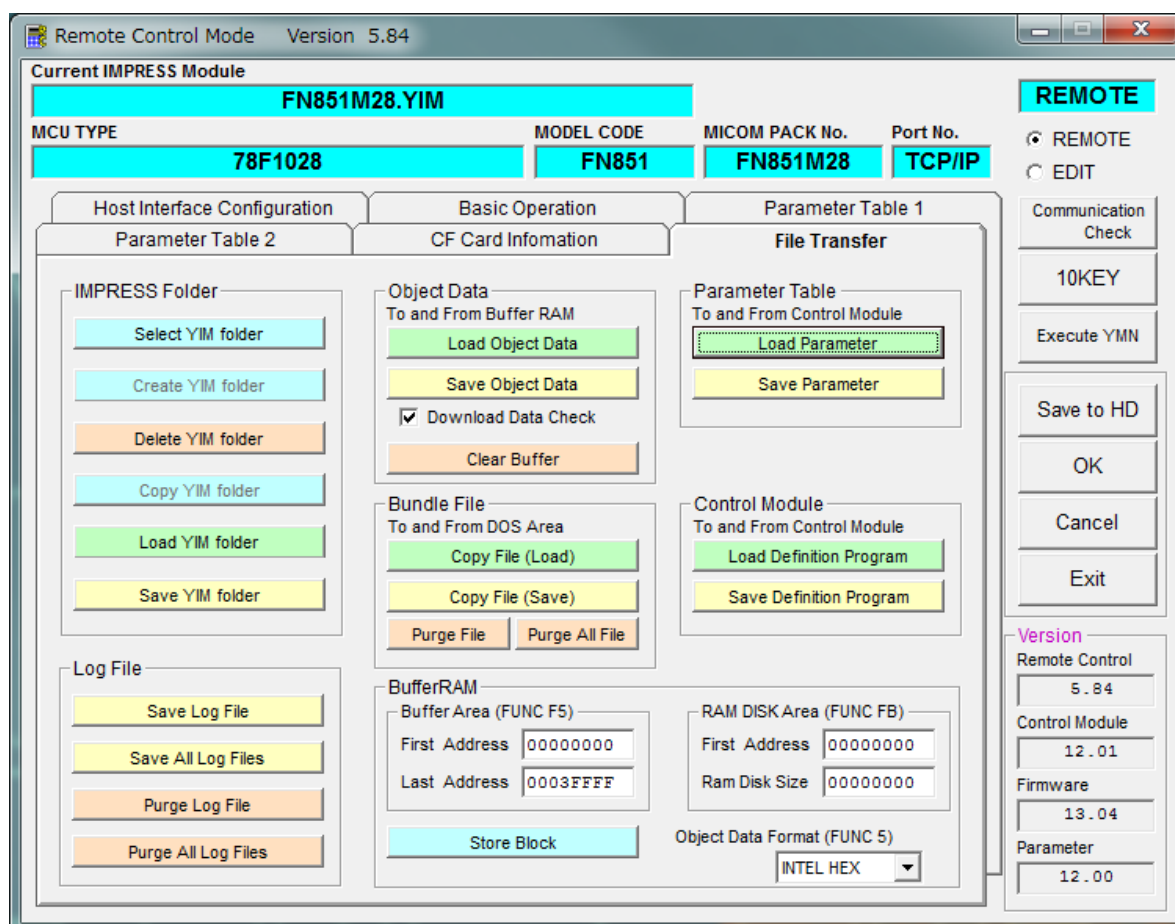 Remote Control Mode Version 5.84
Current IMPRESS Module
FN851M28.YIM
MCU TYPE MODEL CODE MICOM PACK No. Port No.
78F1028 FN851 FN851M28 TCP/IP
Host Interface Configuration Basic Operation Parameter Table 1
Parameter Table 2 CF Card Infomation File Transfer
IMPRESS Folder
Select YIM folder
Create YIM folder
Delete YIM folder
Copy YIM folder
Load YIM folder
Save YIM folder
Log File
Save Log File
Save All Log Files
Purge Log File
Purge All Log Files
Object Data
To and From Buffer RAM
Load Object Data
Save Object Data
Download Data Check
Clear Buffer
Bundle File
To and From DOS Area
Copy File (Load)
Copy File (Save)
Purge File Purge All File
Parameter Table
To and From Control Module
Load Parameter
Save Parameter
Control Module
To and From Control Module
Load Definition Program
Save Definition Program
BufferRAM
Buffer Area (FUNC F5)
First Address 00000000
Last Address 0003FFFF
Store Block
RAM DISK Area (FUNC FB)
First Address 00000000
Ram Disk Size 00000000
Object Data Format (FUNC 5)
INTEL HEX
REMOTE
REMOTE
EDIT
Communication
Check
10KEY
Execute YMN
Save to HD
OK
Cancel
Exit
Version
Remote Control
5.84
Control Module
12.01
Firmware
13.04
Parameter
12.00